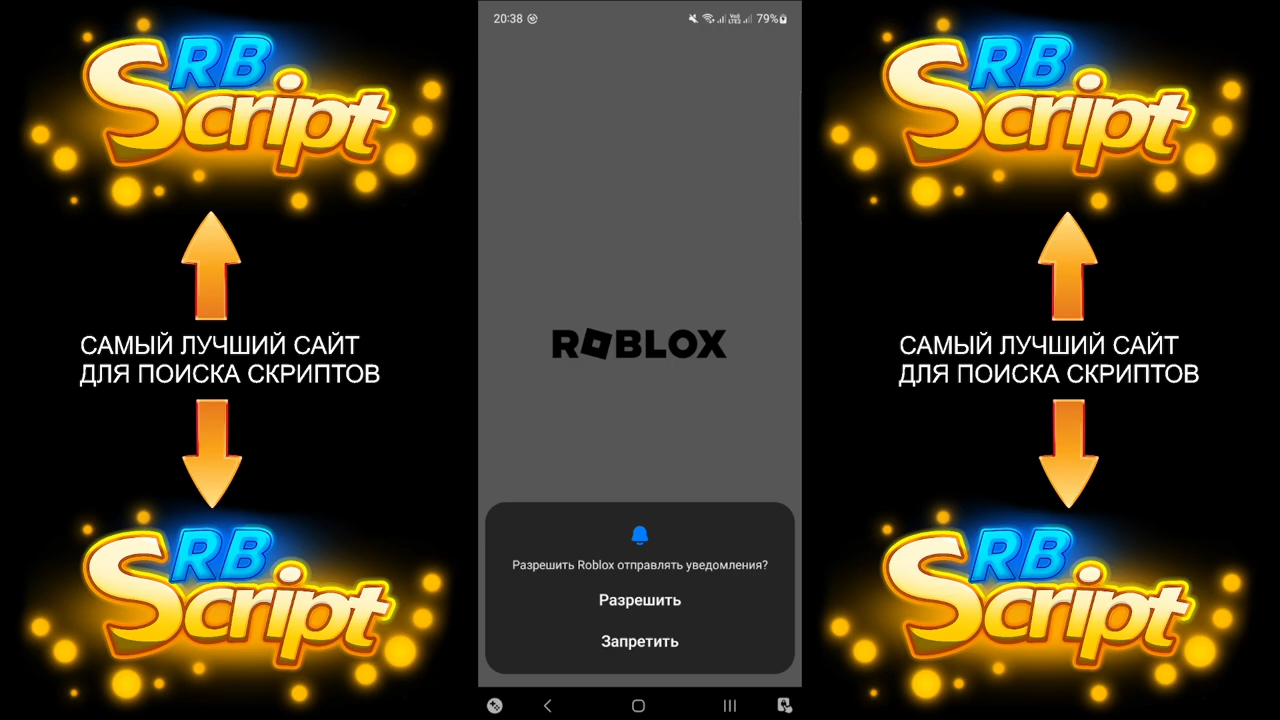 RB
Script
САМЫЙ ЛУЧШИЙ САЙТ
ДЛЯ ПОИСКА СКРИПТОВ
RB
Script
20:38
79%
ROBLOX
Разрешить Roblox отправлять уведомления?
Разрешить
Запретить
RB
Script
САМЫЙ ЛУЧШИЙ САЙТ
ДЛЯ ПОИСКА СКРИПТОВ
RB
Script